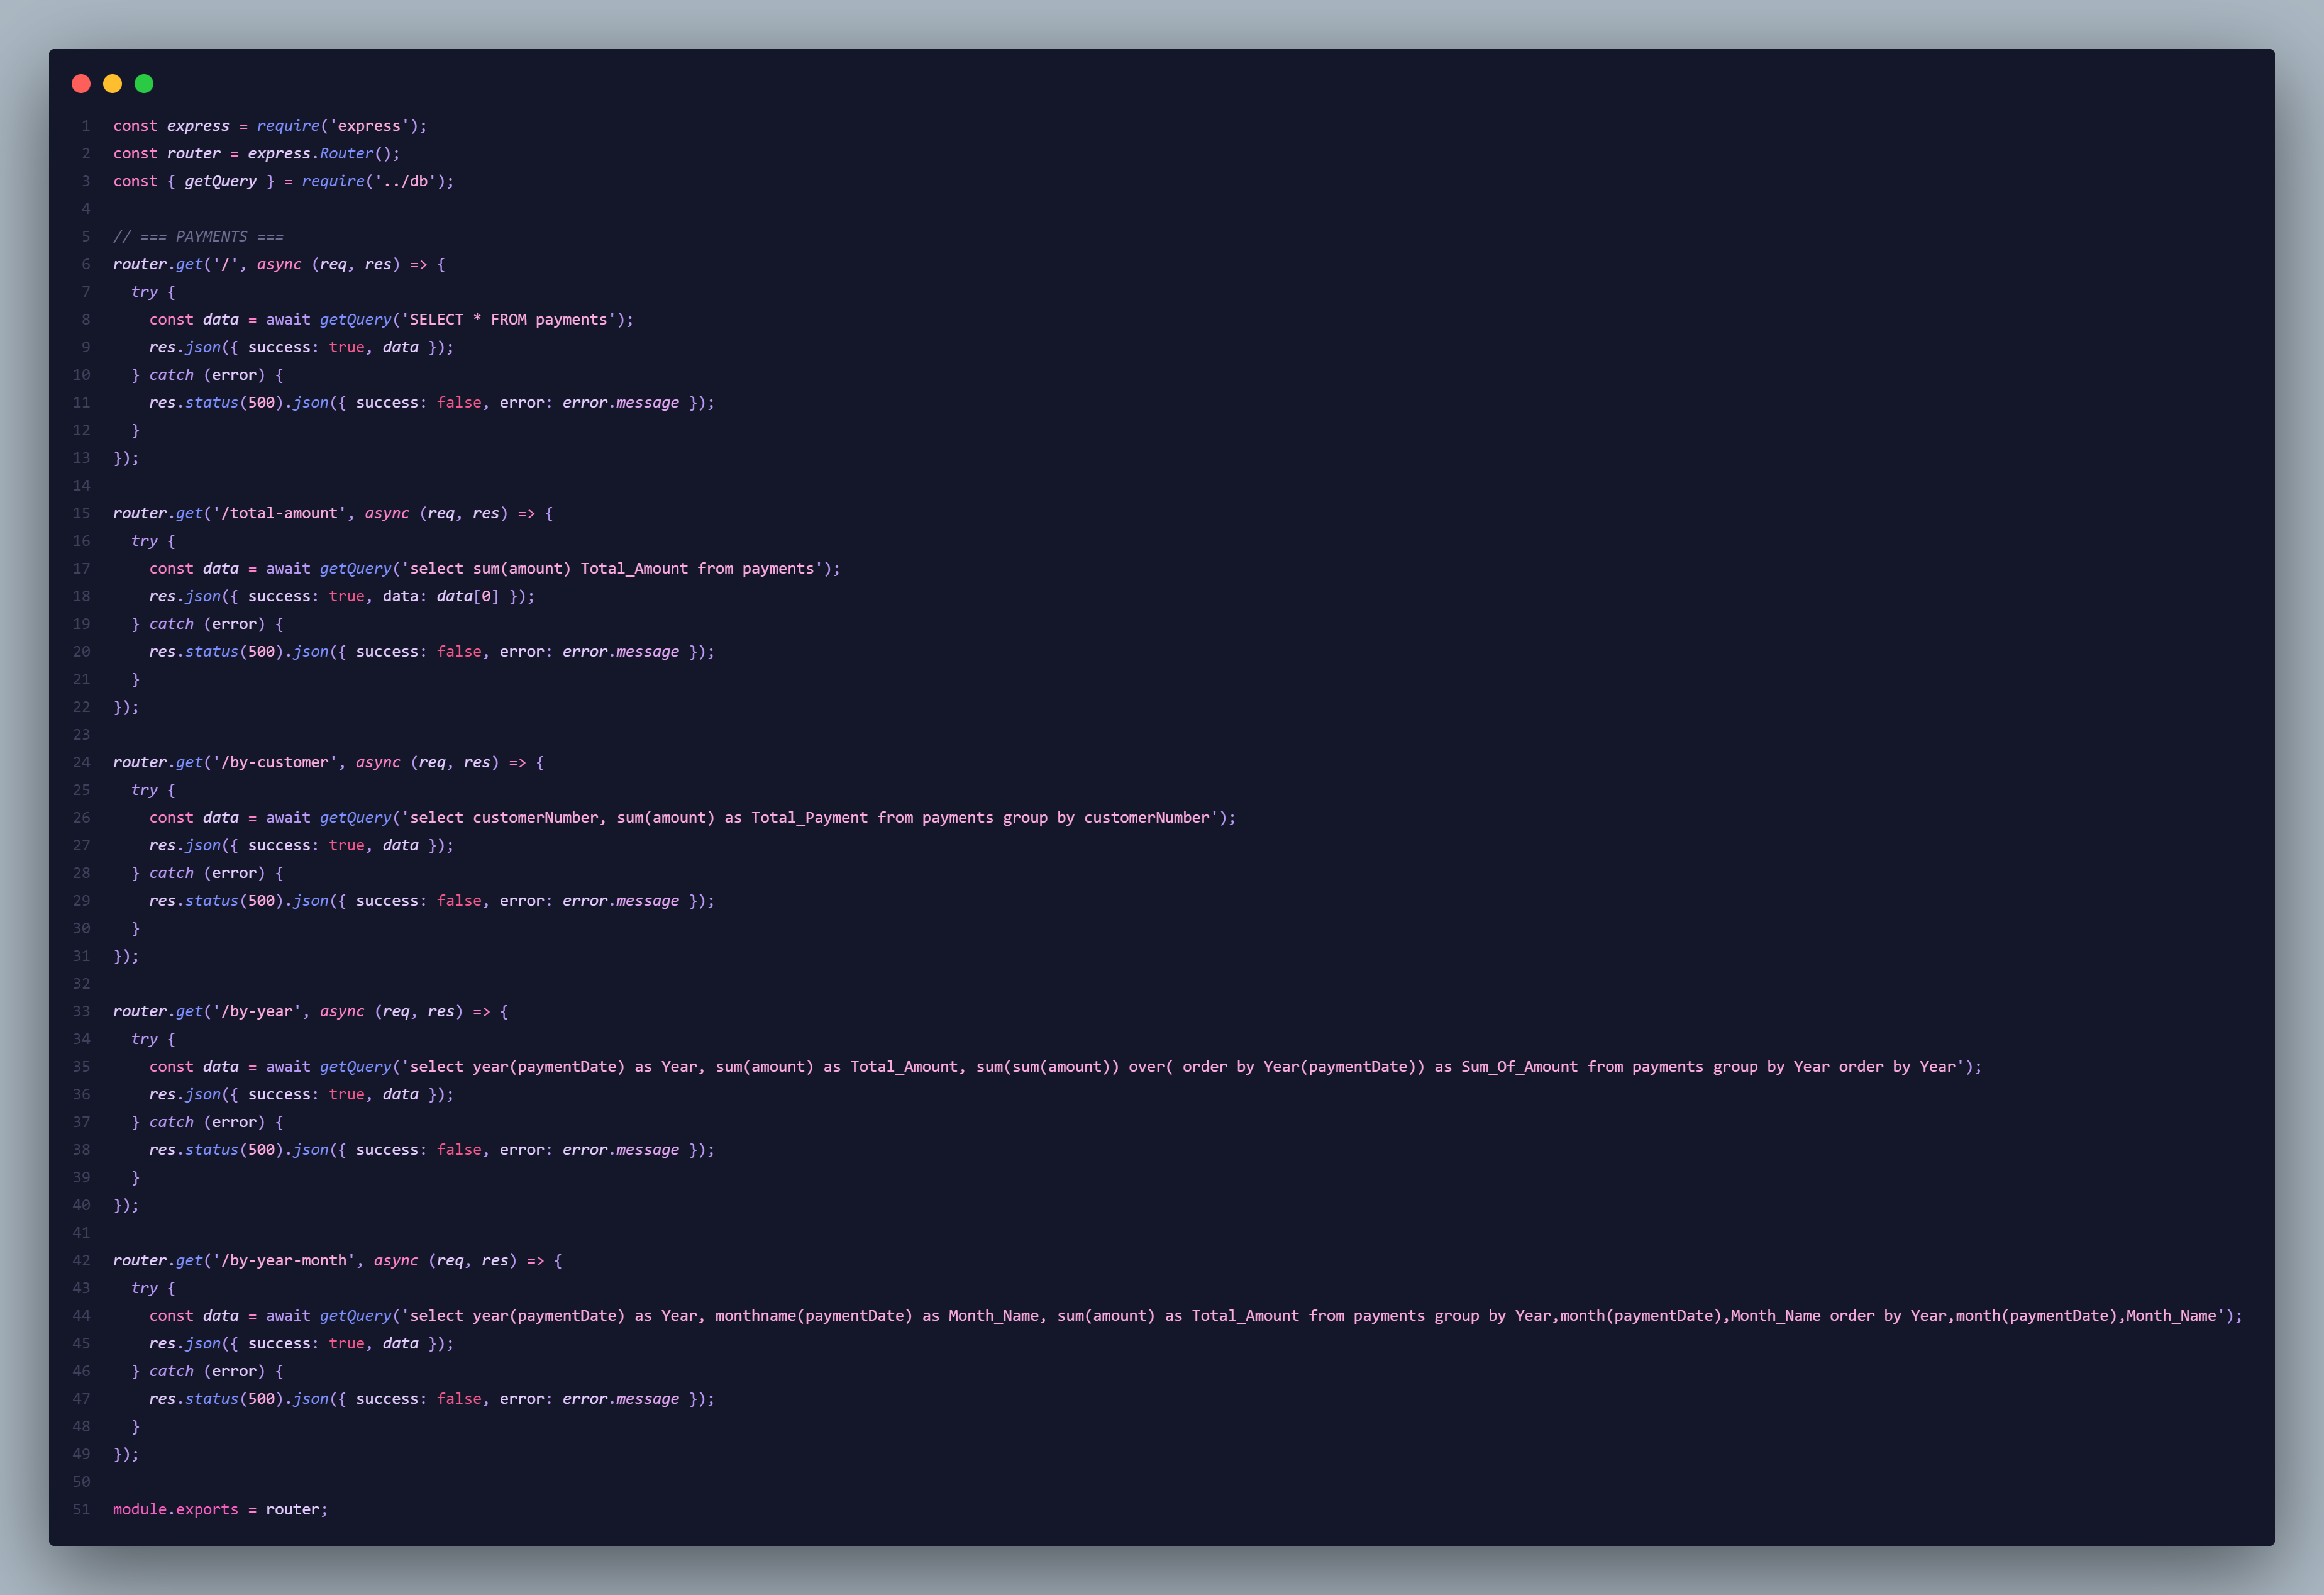 1 const express = require('express');
2 const router = express.Router();
3 const { getQuery } = require('../db');
4
5 // === PAYMENTS ===
6 router.get('/', async (req, res) => {
7   try {
8     const data = await getQuery('SELECT * FROM payments');
9     res.json({ success: true, data });
10   } catch (error) {
11     res.status(500).json({ success: false, error: error.message });
12   }
13 });
14
15 router.get('/total-amount', async (req, res) => {
16   try {
17     const data = await getQuery('select sum(amount) Total_Amount from payments');
18     res.json({ success: true, data: data[0] });
19   } catch (error) {
20     res.status(500).json({ success: false, error: error.message });
21   }
22 });
23
24 router.get('/by-customer', async (req, res) => {
25   try {
26     const data = await getQuery('select customerNumber, sum(amount) as Total_Payment from payments group by customerNumber');
27     res.json({ success: true, data });
28   } catch (error) {
29     res.status(500).json({ success: false, error: error.message });
30   }
31 });
32
33 router.get('/by-year', async (req, res) => {
34   try {
35     const data = await getQuery('select year(paymentDate) as Year, sum(amount) as Total_Amount, sum(sum(amount)) over( order by Year(paymentDate)) as Sum_Of_Amount from payments group by Year order by Year');
36     res.json({ success: true, data });
37   } catch (error) {
38     res.status(500).json({ success: false, error: error.message });
39   }
40 });
41
42 router.get('/by-year-month', async (req, res) => {
43   try {
44     const data = await getQuery('select year(paymentDate) as Year, monthname(paymentDate) as Month_Name, sum(amount) as Total_Amount from payments group by Year,month(paymentDate),Month_Name order by Year,month(paymentDate),Month_Name');
45     res.json({ success: true, data });
46   } catch (error) {
47     res.status(500).json({ success: false, error: error.message });
48   }
49 });
50
51 module.exports = router;